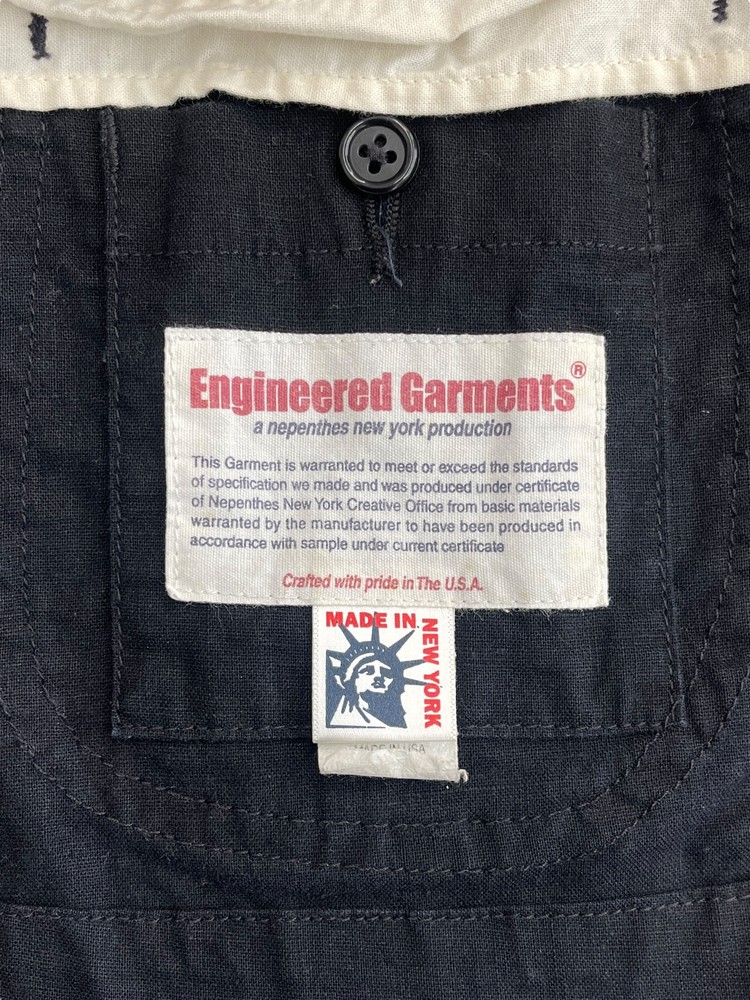 Engineered Garments®
a nepenthes new york production
This Garment is warranted to meet or exceed the standards
of specification we made and was produced under certificate
of Nepenthes New York Creative Office from basic materials
warranted by the manufacturer to have been produced in
accordance with sample under current certificate
Crafted with pride in The U.S.A.
MADE IN
NEW YORK
MADE IN USA